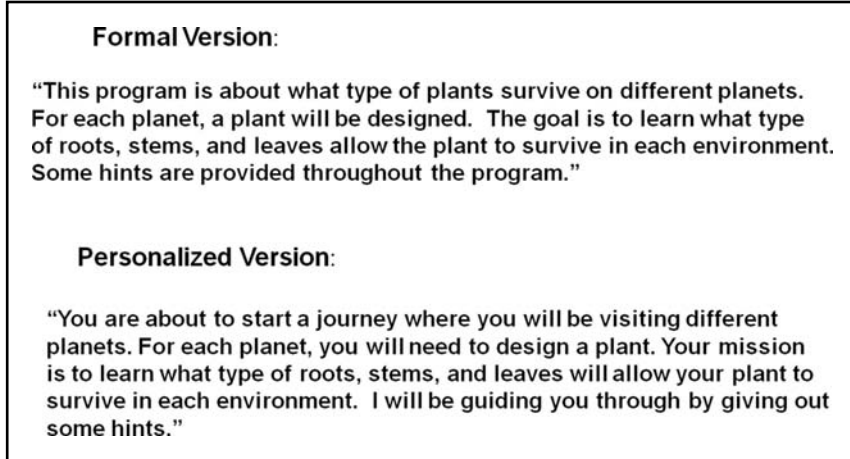 Formal Version:
“This program is about what type of plants survive on different planets.
For each planet, a plant will be designed.  The goal is to learn what type
of roots, stems, and leaves allow the plant to survive in each environment.
Some hints are provided throughout the program.”
Personalized Version:
“You are about to start a journey where you will be visiting different
planets. For each planet, you will need to design a plant. Your mission
is to learn what type of roots, stems, and leaves will allow your plant to
survive in each environment.  I will be guiding you through by giving out
some hints.”